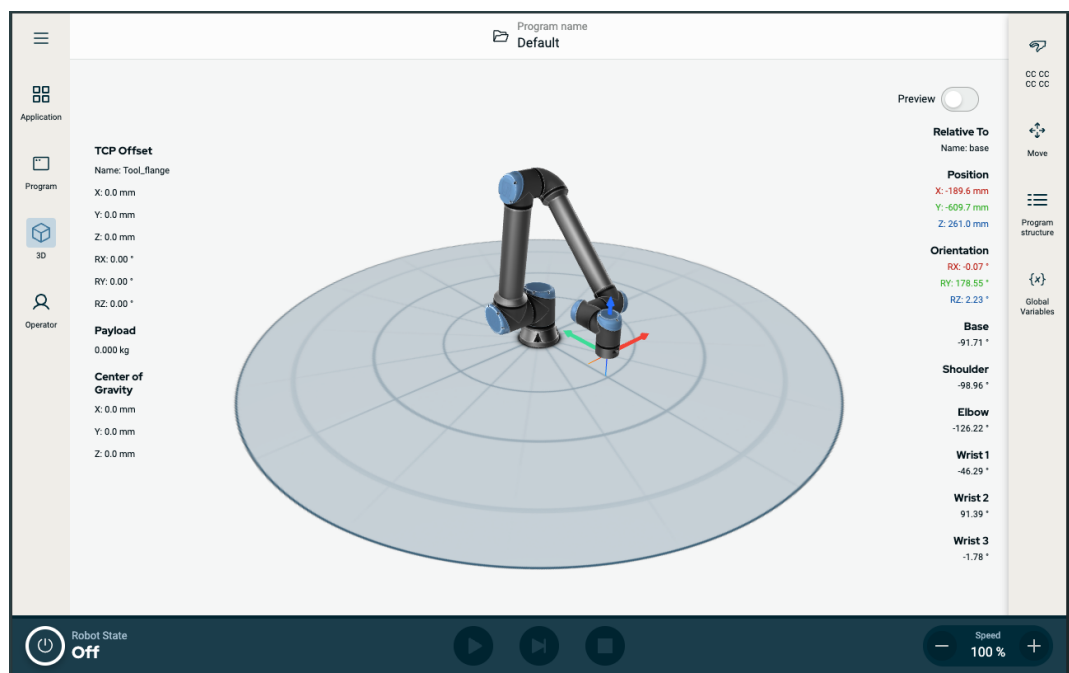 Program name
Default
Application
Program
3D
Operator
TCP Offset
Name: Tool_flange
X: 0.0 mm
Y: 0.0 mm
Z: 0.0 mm
RX: 0.00 °
RY: 0.00 °
RZ: 0.00 °
Payload
0.000 kg
Center of
Gravity
X: 0.0 mm
Y: 0.0 mm
Z: 0.0 mm
Preview
Relative To
Name: base
Position
X: -189.6 mm
Y: -609.7 mm
Z: 261.0 mm
Orientation
RX: -0.07 °
RY: 178.55 °
RZ: 2.23 °
Base
-91.71 °
Shoulder
-98.96 °
Elbow
-126.22 °
Wrist 1
-46.29 °
Wrist 2
91.39 °
Wrist 3
-1.78 °
CC CC
CC CC
Move
Program
structure
{x}
Global
Variables
Robot State
Off
Speed
100 %